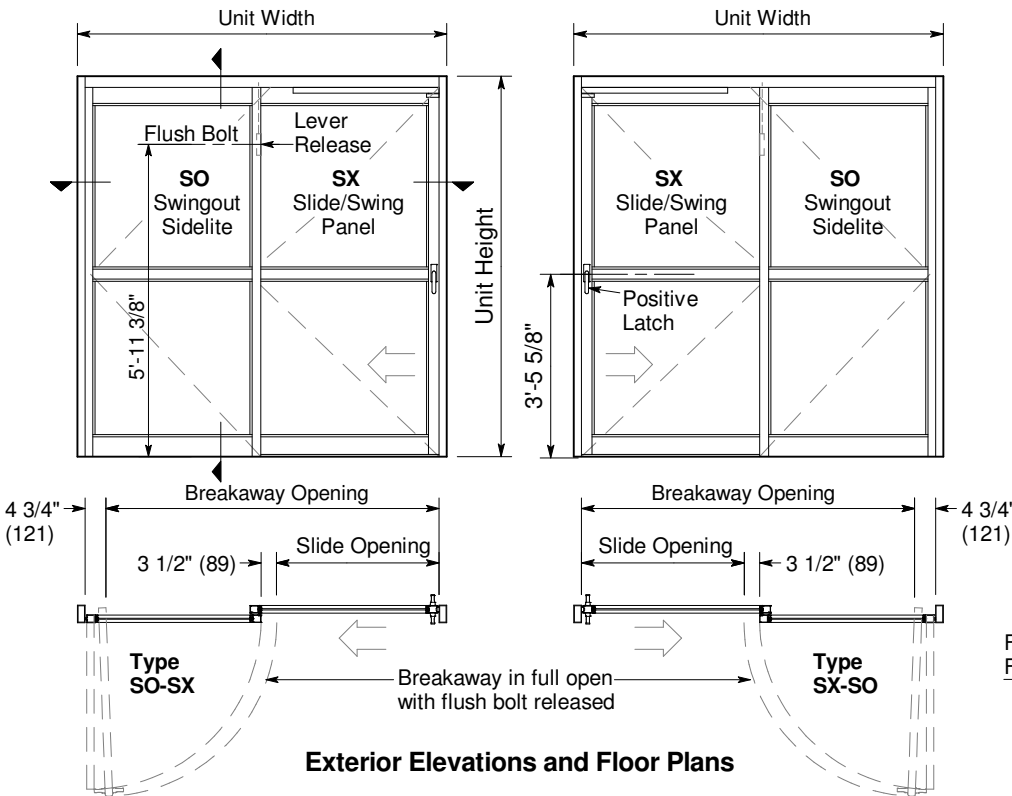 Unit Width
Unit Width
Flush Bolt
Lever
Release
SO
Swingout
Sidelite
SX
Slide/Swing
Panel
5'-11 3/8"
Unit Height
SX
Slide/Swing
Panel
SO
Swingout
Sidelite
Positive
Latch
3'-5 5/8"
4 3/4"
(121)
Breakaway Opening
3 1/2" (89)
Slide Opening
Breakaway Opening
Slide Opening
3 1/2" (89)
4 3/4"
(121)
Type
SO-SX
Breakaway in full open
with flush bolt released
Type
SX-SO
F
F
Exterior Elevations and Floor Plans